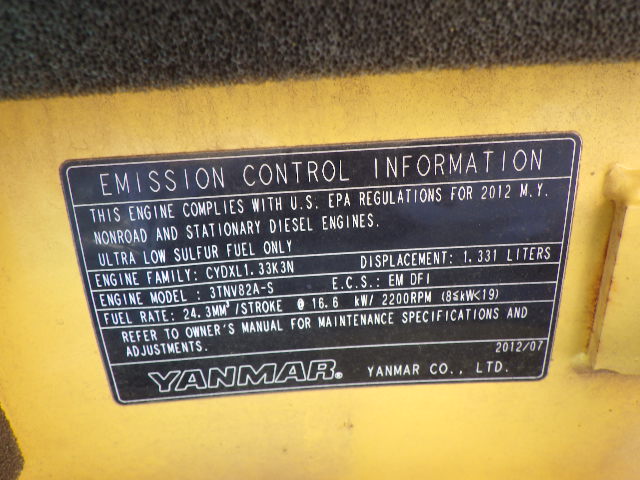 EMISSION CONTROL INFORMATION
THIS ENGINE COMPLIES WITH U.S. EPA REGULATIONS FOR 2012 M.Y.
NONROAD AND STATIONARY DIESEL ENGINES.
ULTRA LOW SULFUR FUEL ONLY
ENGINE FAMILY: CYDXL1.33K3N DISPLACEMENT: 1.331 LITERS
ENGINE MODEL: 3TNV82A-S E.C.S.: EM DFI
FUEL RATE: 24.3MM³/STROKE @ 16.6 kW/ 2200RPM (8≤kW<19)
REFER TO OWNER'S MANUAL FOR MAINTENANCE SPECIFICATIONS AND
ADJUSTMENTS.
2012/07
YANMAR® YANMAR CO., LTD.